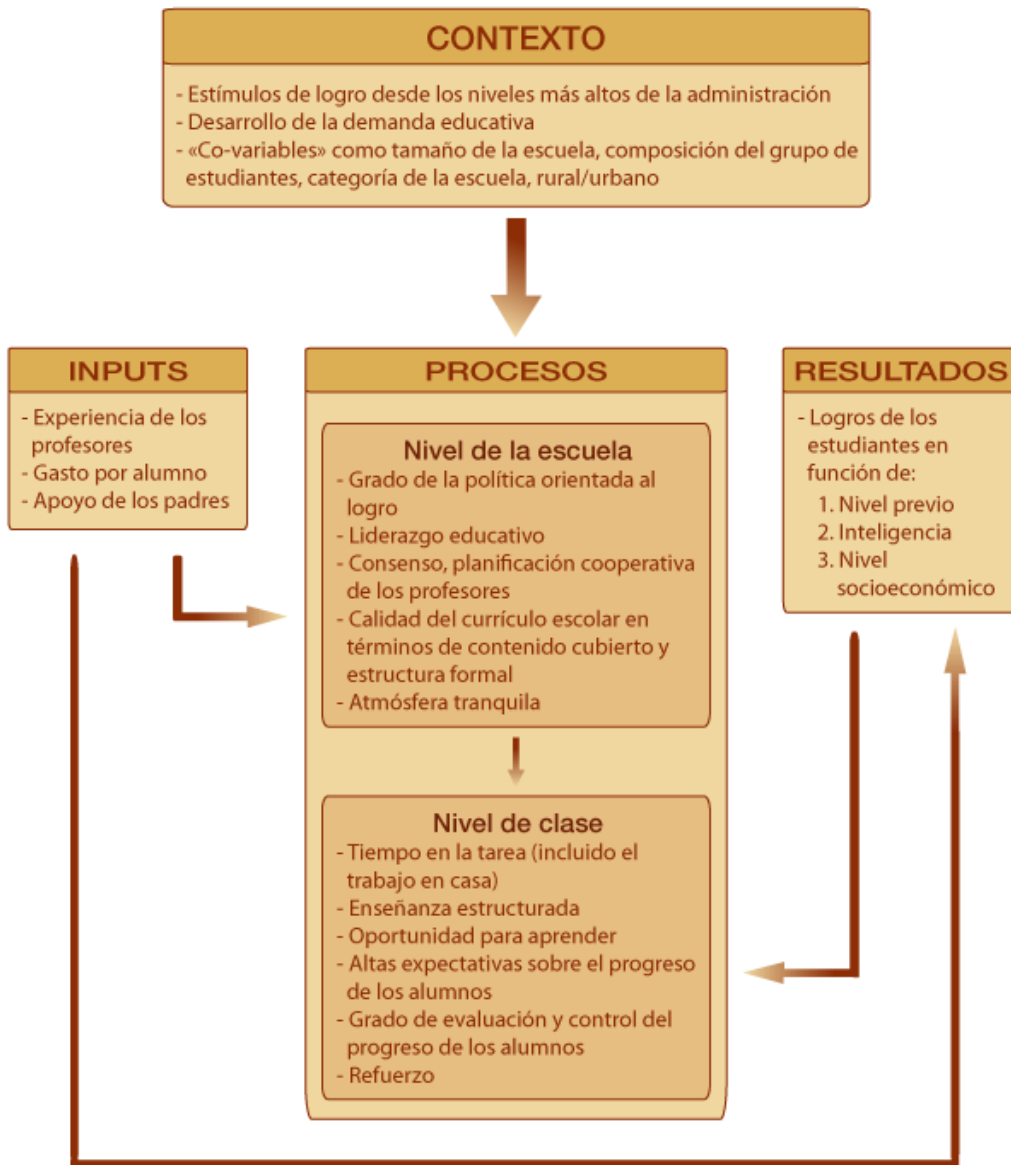 CONTEXTO
- Estímulos de logro desde los niveles más altos de la administración
- Desarrollo de la demanda educativa
- «Co-variables» como tamaño de la escuela, composición del grupo de
estudiantes, categoría de la escuela, rural/urbano
INPUTS
- Experiencia de los
profesores
- Gasto por alumno
- Apoyo de los padres
PROCESOS
Nivel de la escuela
- Grado de la política orientada al
logro
- Liderazgo educativo
- Consenso, planificación cooperativa
de los profesores
- Calidad del currículo escolar en
términos de contenido cubierto y
estructura formal
- Atmósfera tranquila
Nivel de clase
- Tiempo en la tarea (incluido el
trabajo en casa)
- Enseñanza estructurada
- Oportunidad para aprender
- Altas expectativas sobre el progreso
de los alumnos
- Grado de evaluación y control del
progreso de los alumnos
- Refuerzo
RESULTADOS
- Logros de los
estudiantes en
función de:
1. Nivel previo
2. Inteligencia
3. Nivel
socioeconómico